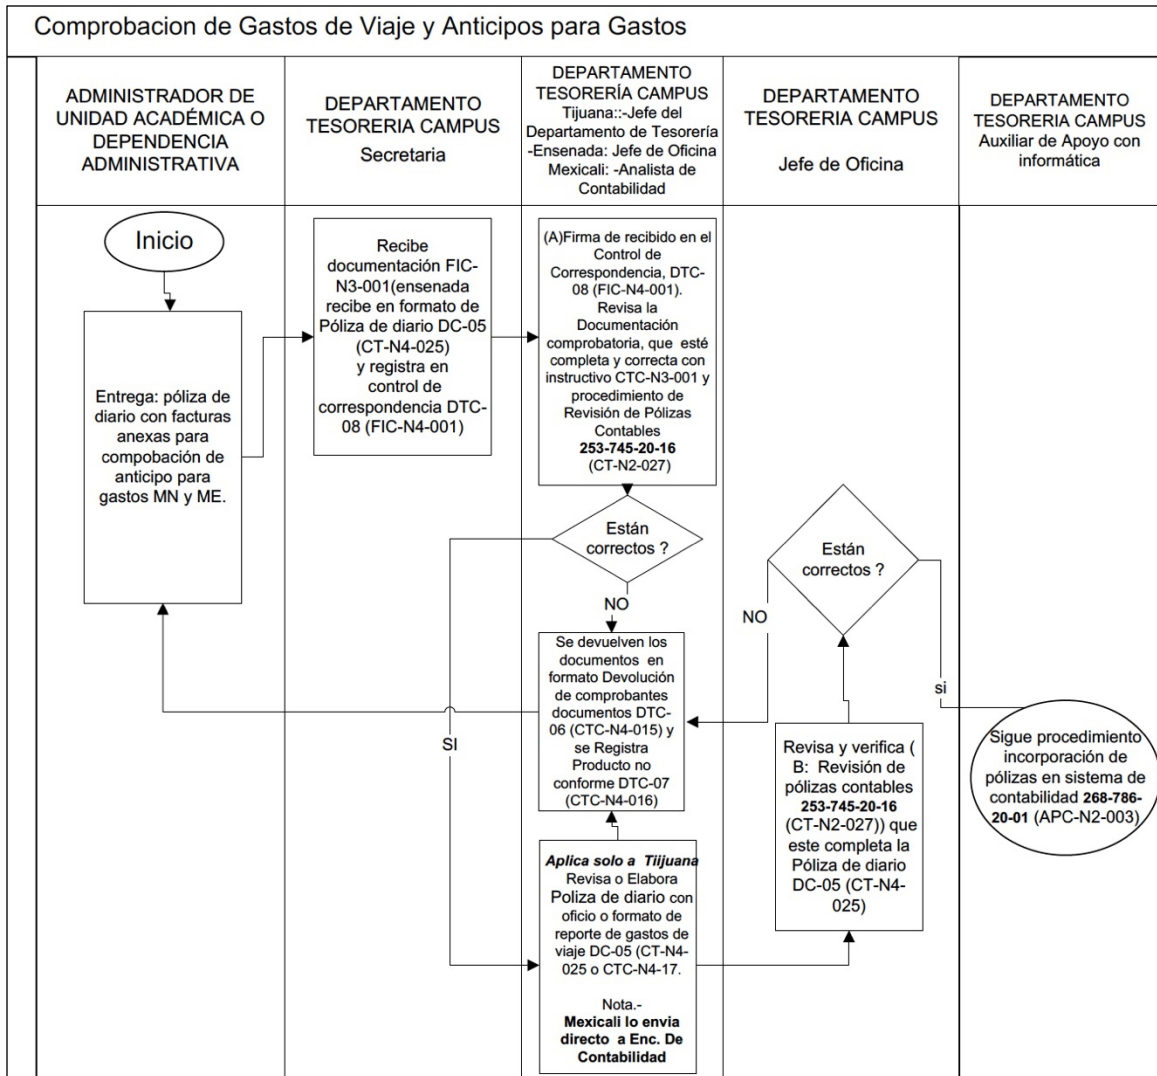 Comprobacion de Gastos de Viaje y Anticipos para Gastos
ADMINISTRADOR DE
UNIDAD ACADÉMICA O
DEPENDENCIA
ADMINISTRATIVA
DEPARTAMENTO
TESORERIA CAMPUS
Secretaria
DEPARTAMENTO
TESORERÍA CAMPUS
Tijuana::-Jefe del
Departamento de Tesorería
-Ensenada: Jefe de Oficina
Mexicali: -Analista de
Contabilidad
DEPARTAMENTO
TESORERIA CAMPUS
Jefe de Oficina
DEPARTAMENTO
TESORERIA CAMPUS
Auxiliar de Apoyo con
informática
Inicio
Entrega: póliza de
diario con facturas
anexas para
compobación de
anticipo para
gastos MN y ME.
Recibe
documentación FIC-
N3-001(ensenada
recibe en formato de
Póliza de diario DC-05
(CT-N4-025)
y registra en
control de
correspondencia DTC-
08 (FIC-N4-001)
(A)Firma de recibido en el
Control de
Correspondencia, DTC-
08 (FIC-N4-001).
Revisa la
Documentación
comprobatoria, que esté
completa y correcta con
instructivo CTC-N3-001 y
procedimiento de
Revisión de Pólizas
Contables
253-745-20-16
(CT-N2-027)
Están
correctos ?
NO
SI
Se devuelven los
documentos en
formato Devolución
de comprobantes
documentos DTC-
06 (CTC-N4-015) y
se Registra
Producto no
conforme DTC-07
(CTC-N4-016)
Aplica solo a Tiijuana
Revisa o Elabora
Poliza de diario con
oficio o formato de
reporte de gastos de
viaje DC-05 (CT-N4-
025 o CTC-N4-17.
Nota.-
Mexicali lo envia
directo a Enc. De
Contabilidad
Están
correctos ?
NO
si
Revisa y verifica (
B: Revisión de
pólizas contables
253-745-20-16
(CT-N2-027)) que
este completa la
Póliza de diario
DC-05 (CT-N4-
025)
Sigue procedimiento
incorporación de
pólizas en sistema de
contabilidad 268-786-
20-01 (APC-N2-003)